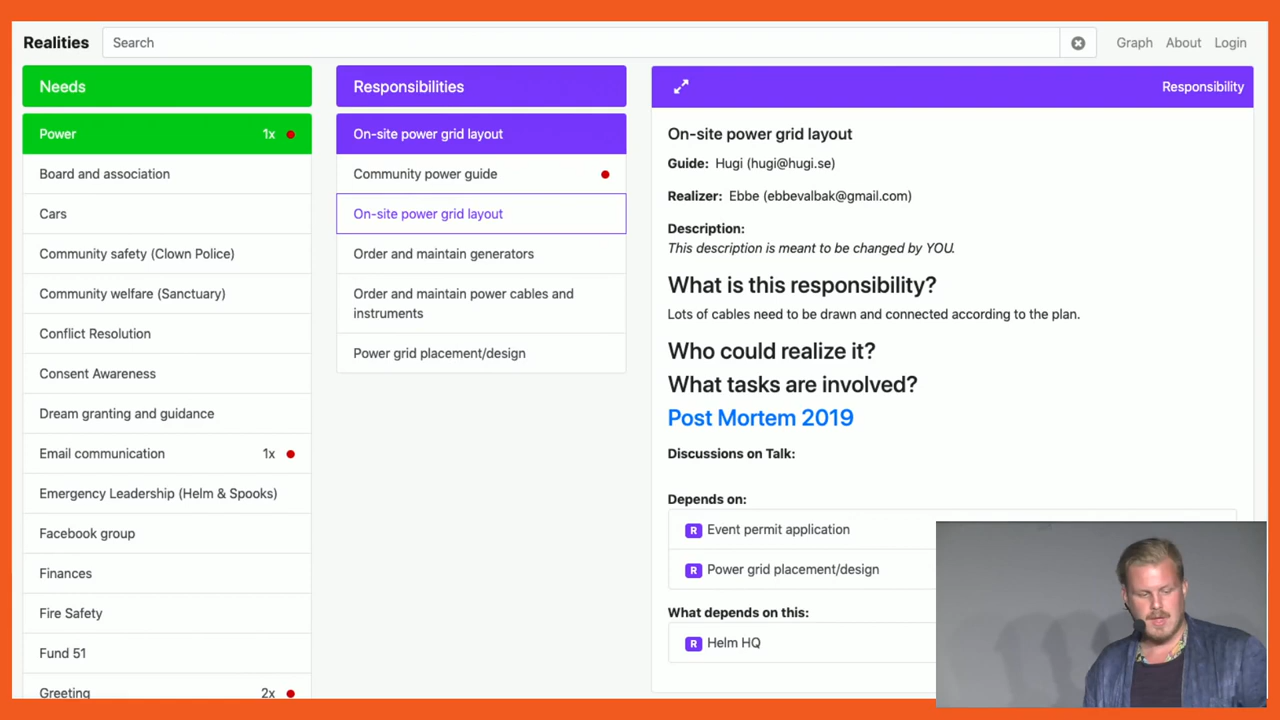 Realities
Search
Graph
About
Login
Needs
Power 1x
Board and association
Cars
Community safety (Clown Police)
Community welfare (Sanctuary)
Conflict Resolution
Consent Awareness
Dream granting and guidance
Email communication 1x
Emergency Leadership (Helm & Spooks)
Facebook group
Finances
Fire Safety
Fund 51
Greeting 2x
Responsibilities
On-site power grid layout
Community power guide
On-site power grid layout
Order and maintain generators
Order and maintain power cables and
instruments
Power grid placement/design
Responsibility
On-site power grid layout
Guide: Hugi (hugi@hugi.se)
Realizer: Ebbe (ebbevalbak@gmail.com)
Description:
This description is meant to be changed by YOU.
What is this responsibility?
Lots of cables need to be drawn and connected according to the plan.
Who could realize it?
What tasks are involved?
Post Mortem 2019
Discussions on Talk:
Depends on:
R Event permit application
R Power grid placement/design
What depends on this:
R Helm HQ